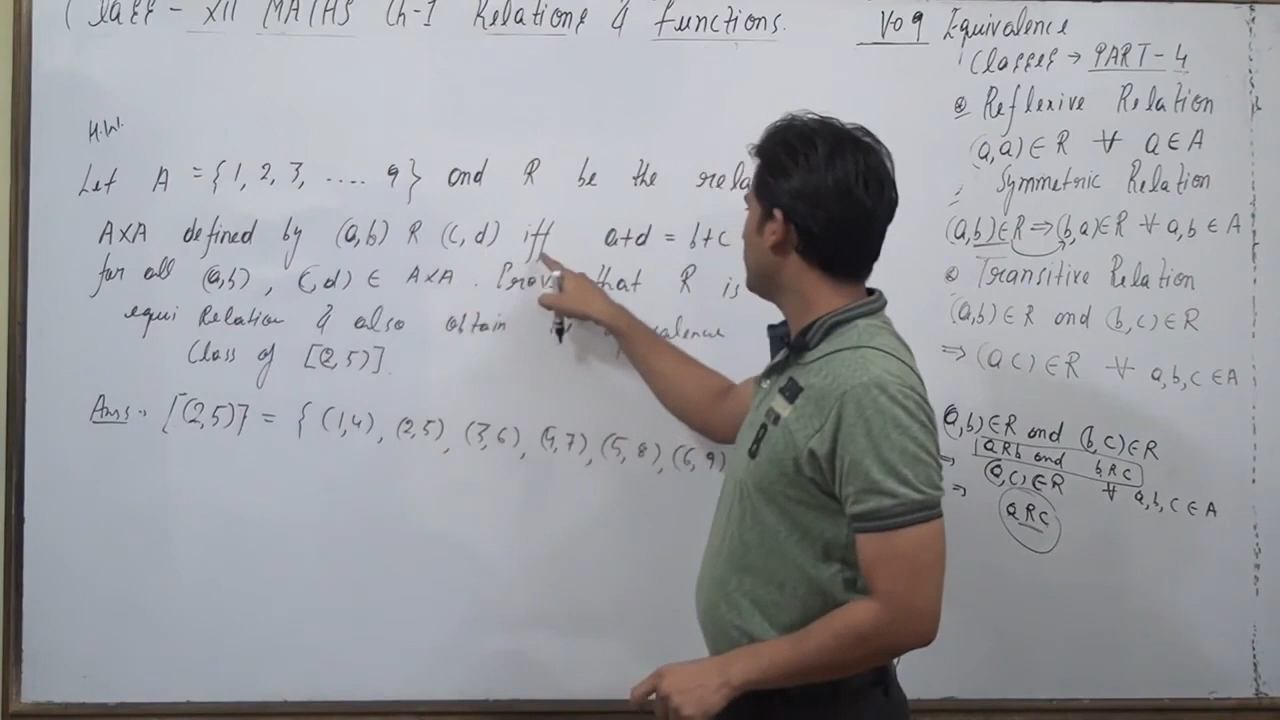 Class - XII MATHS Ch-1 Relations & functions.
V09 Equivalence
Classes → PART-4
H.W.
Let A = {1, 2, 3, .... 9} and R be the rela
A×A defined by (a,b) R (c,d) iff a+d = b+c
for all (a,b), (c,d) ∈ A×A. Prove that R is
equi Relation & also obtain
Class of [(2,5)].
Ans:- [(2,5)] = { (1,4), (2,5), (3,6), (4,7), (5,8), (6,9)
Reflexive Relation
(a,a) ∈ R ∀ a ∈ A
Symmetric Relation
(a,b) ∈ R ⇒ (b,a) ∈ R ∀ a,b ∈ A
Transitive Relation
(a,b) ∈ R and (b,c) ∈ R
⇒ (a c) ∈ R ∀ a,b,c ∈ A
(a,b) ∈ R and (b,c) ∈ R
aRb and bRc
⇒ (a,c) ∈ R ∀ a,b,c ∈ A
⇒ aRc
8